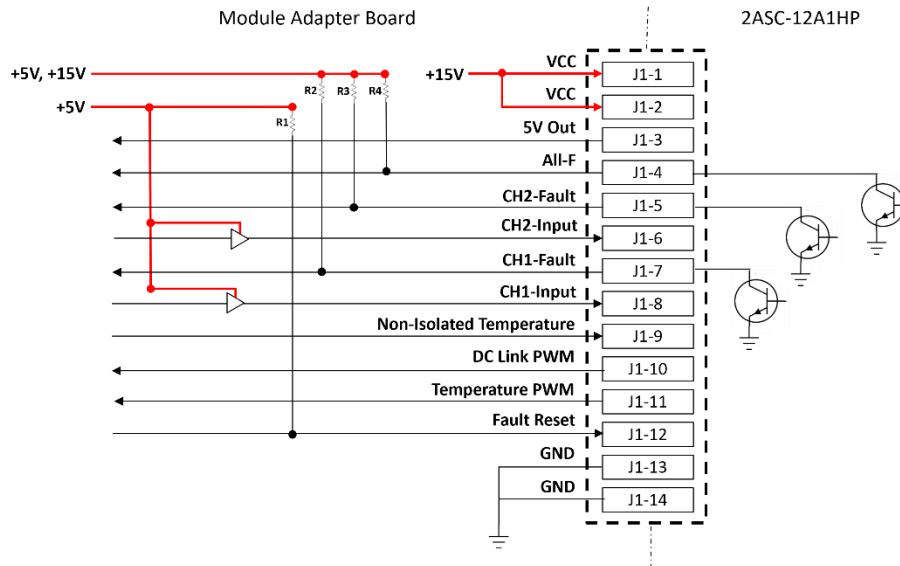 Module Adapter Board
2ASC-12A1HP
+5V, +15V
+15V
VCC
J1-1
R2
R3
R4
+5V
VCC
J1-2
R1
5V Out
J1-3
All-F
J1-4
CH2-Fault
J1-5
CH2-Input
J1-6
CH1-Fault
J1-7
CH1-Input
J1-8
Non-Isolated Temperature
J1-9
DC Link PWM
J1-10
Temperature PWM
J1-11
Fault Reset
J1-12
GND
J1-13
GND
J1-14